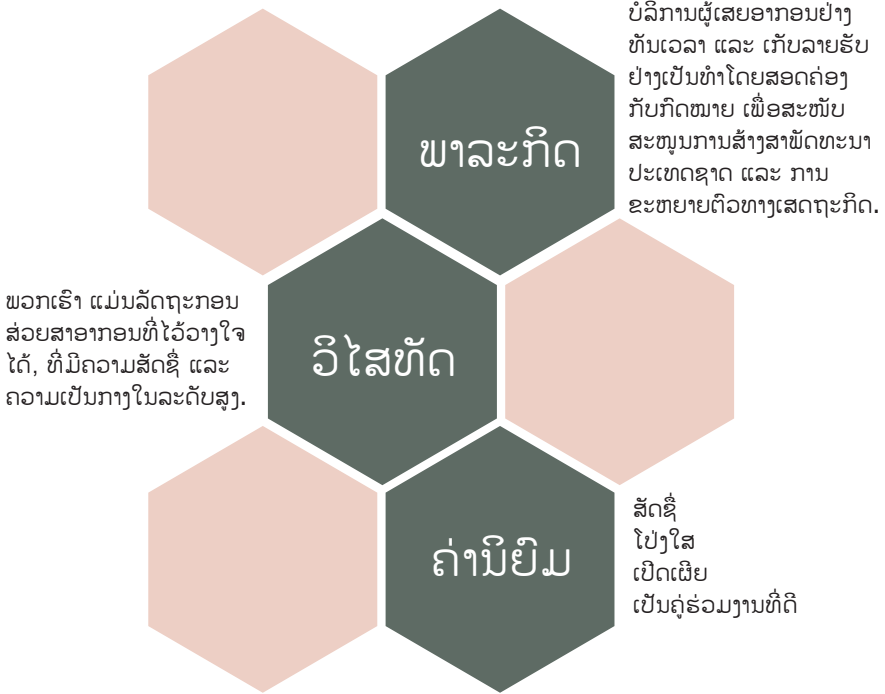 ພາລະກິດ
ບໍລິການຜູ້ເສຍອາກອນຢ່າງ
ທັນເວລາ ແລະ ເກັບລາຍຮັບ
ຢ່າງເປັນທຳໂດຍສອດຄ່ອງ
ກັບກົດໝາຍ ເພື່ອສະໜັບ
ສະໜູນການສ້າງສາພັດທະນາ
ປະເທດຊາດ ແລະ ການ
ຂະຫຍາຍຕົວທາງເສດຖະກິດ.
ວິໄສທັດ
ພວກເຮົາ ແມ່ນລັດຖະກອນ
ສ່ວຍສາອາກອນທີ່ໄວ້ວາງໃຈ
ໄດ້, ທີ່ມີຄວາມສັດຊື່ ແລະ
ຄວາມເປັນກາງໃນລະດັບສູງ.
ຄ່ານິຍົມ
ສັດຊື່
ໂປ່ງໃສ
ເປີດເຜີຍ
ເປັນຄູ່ຮ່ວມງານທີ່ດີ